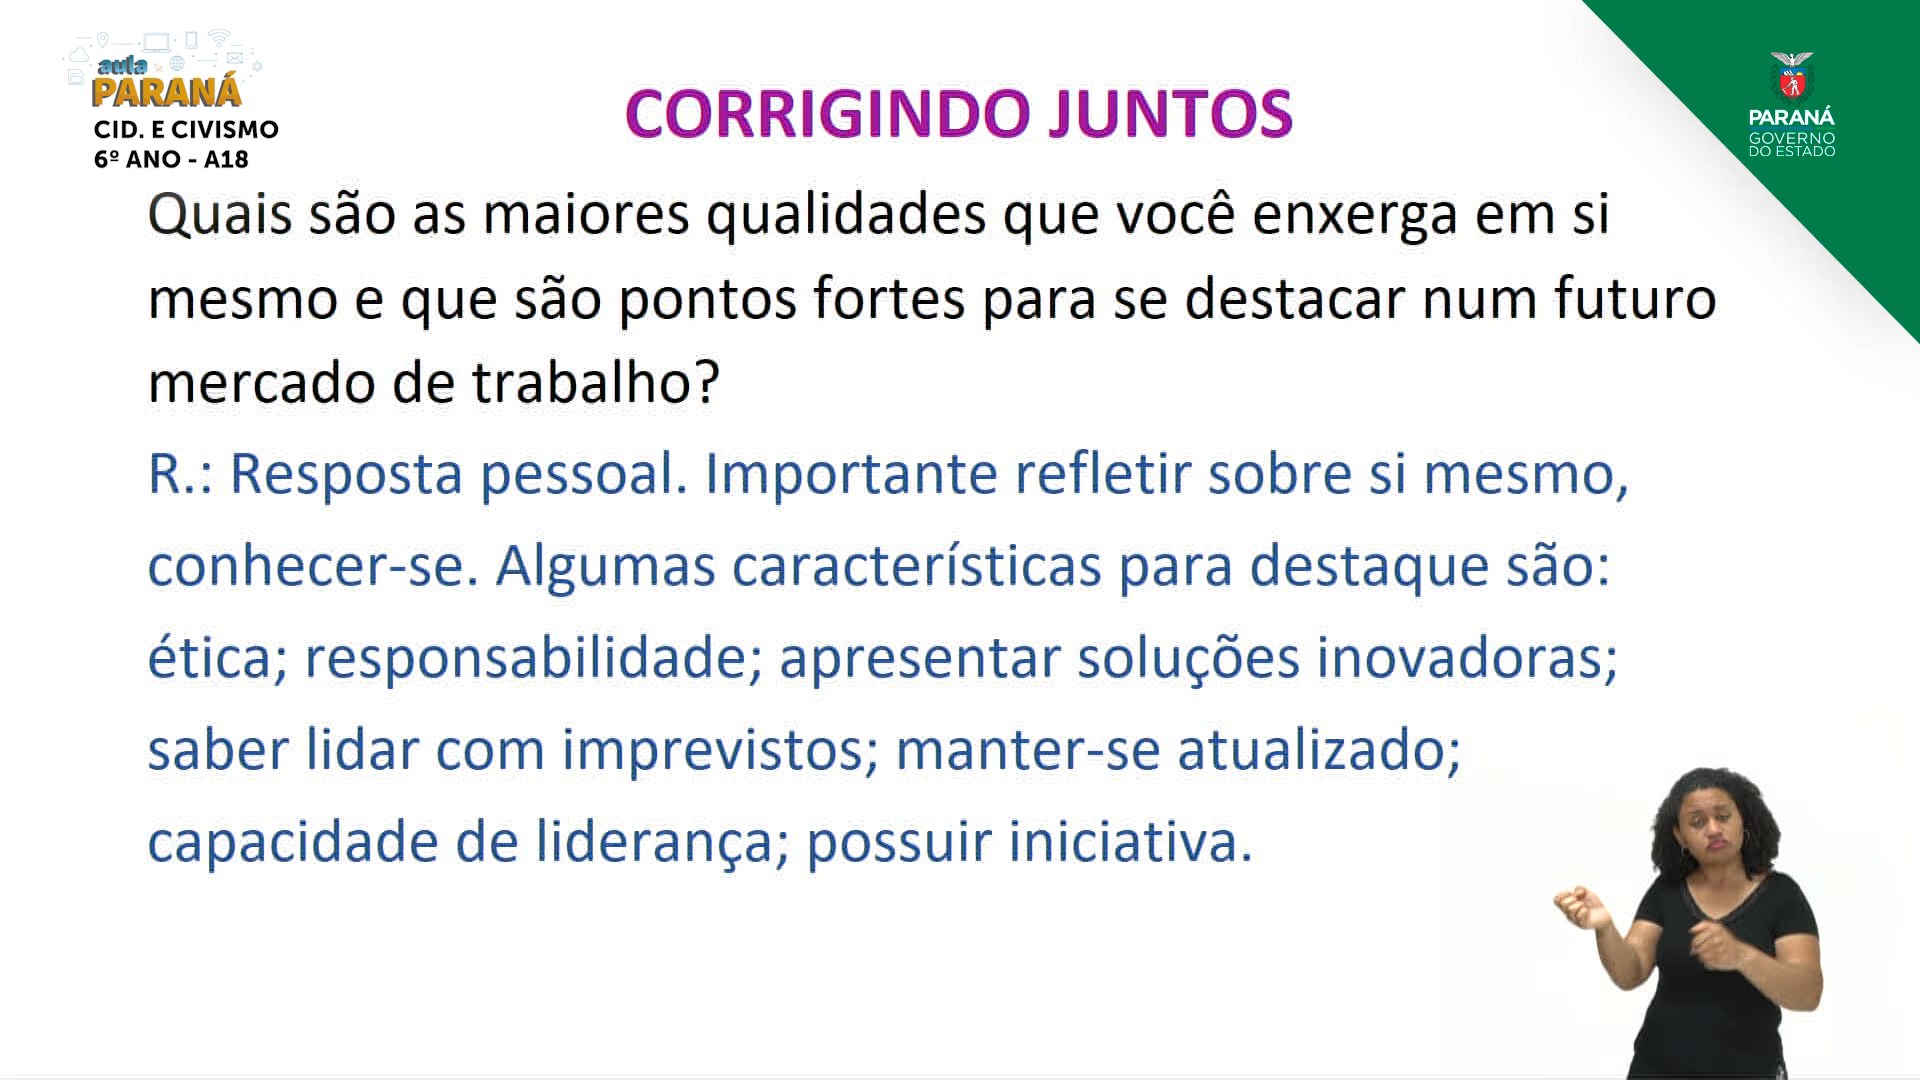 aula
PARANÁ
CID. E CIVISMO
6º ANO - A18
PARANÁ
GOVERNO
DO ESTADO
CORRIGINDO JUNTOS
Quais são as maiores qualidades que você enxerga em si
mesmo e que são pontos fortes para se destacar num futuro
mercado de trabalho?
R.: Resposta pessoal. Importante refletir sobre si mesmo,
conhecer-se. Algumas características para destaque são:
ética; responsabilidade; apresentar soluções inovadoras;
saber lidar com imprevistos; manter-se atualizado;
capacidade de liderança; possuir iniciativa.